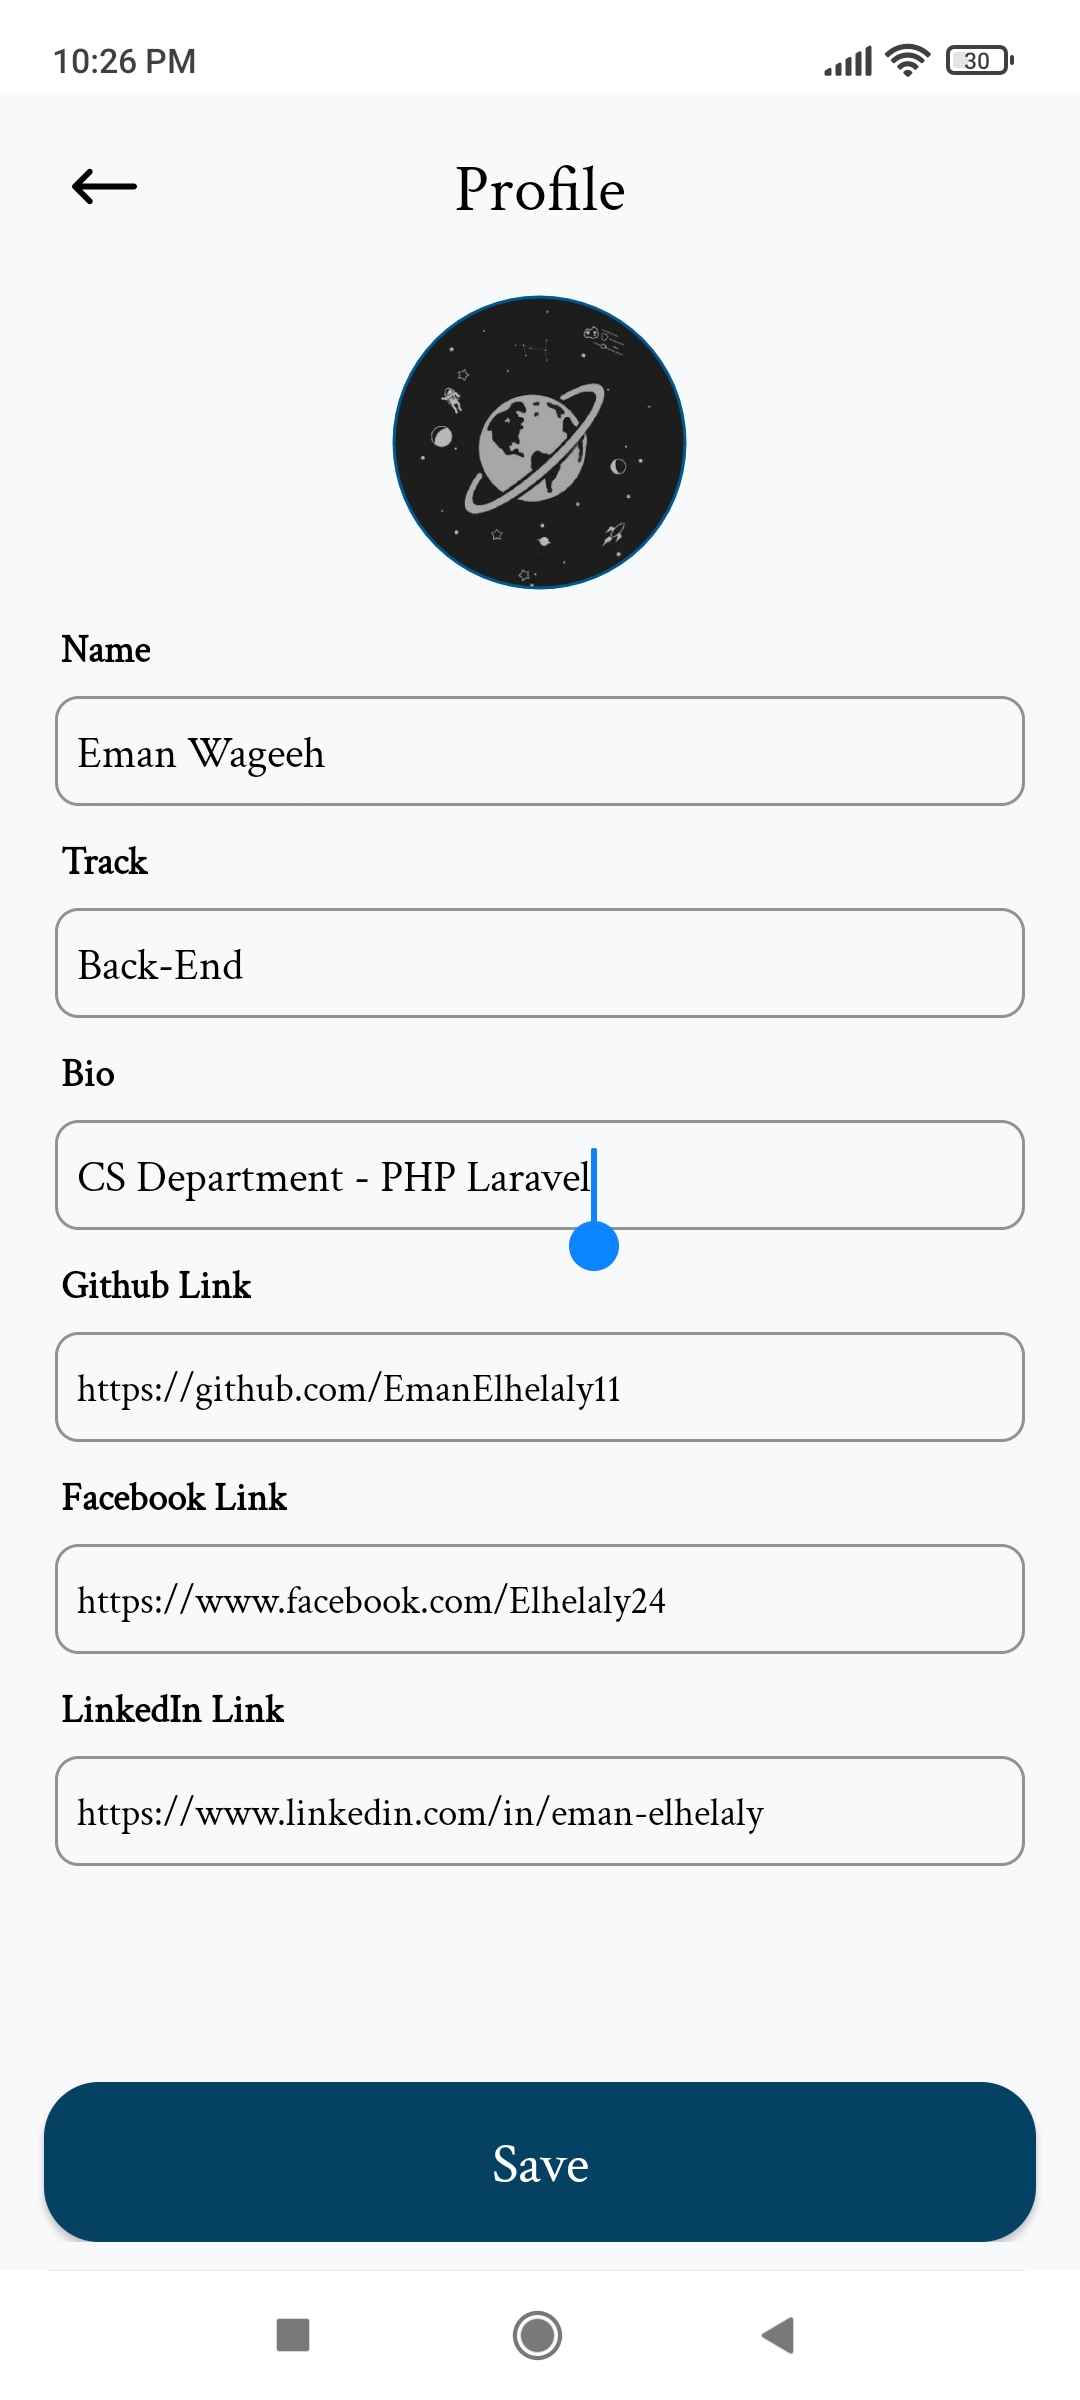 10:26 PM
30
Profile
Name
Eman Wageeh
Track
Back-End
Bio
CS Department - PHP Laravel
Github Link
https://github.com/EmanElhelaly11
Facebook Link
https://www.facebook.com/Elhelaly24
LinkedIn Link
https://www.linkedin.com/in/eman-elhelaly
Save